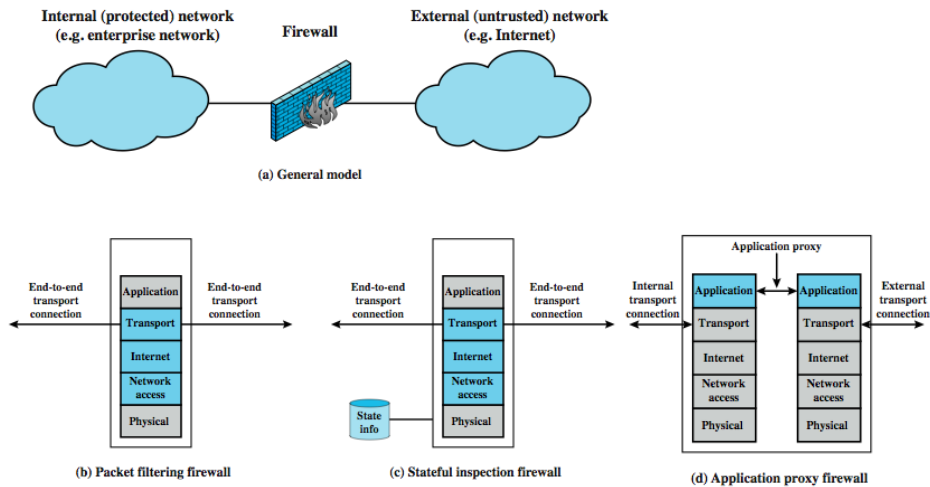 Internal (protected) network
(e.g. enterprise network)
Firewall
External (untrusted) network
(e.g. Internet)
(a) General model
End-to-end
transport
connection
Application
Transport
Internet
Network
access
Physical
End-to-end
transport
connection
(b) Packet filtering firewall
End-to-end
transport
connection
Application
Transport
Internet
Network
access
Physical
State
info
End-to-end
transport
connection
(c) Stateful inspection firewall
Application proxy
Internal
transport
connection
Application
Transport
Internet
Network
access
Physical
Application
Transport
Internet
Network
access
Physical
External
transport
connection
(d) Application proxy firewall